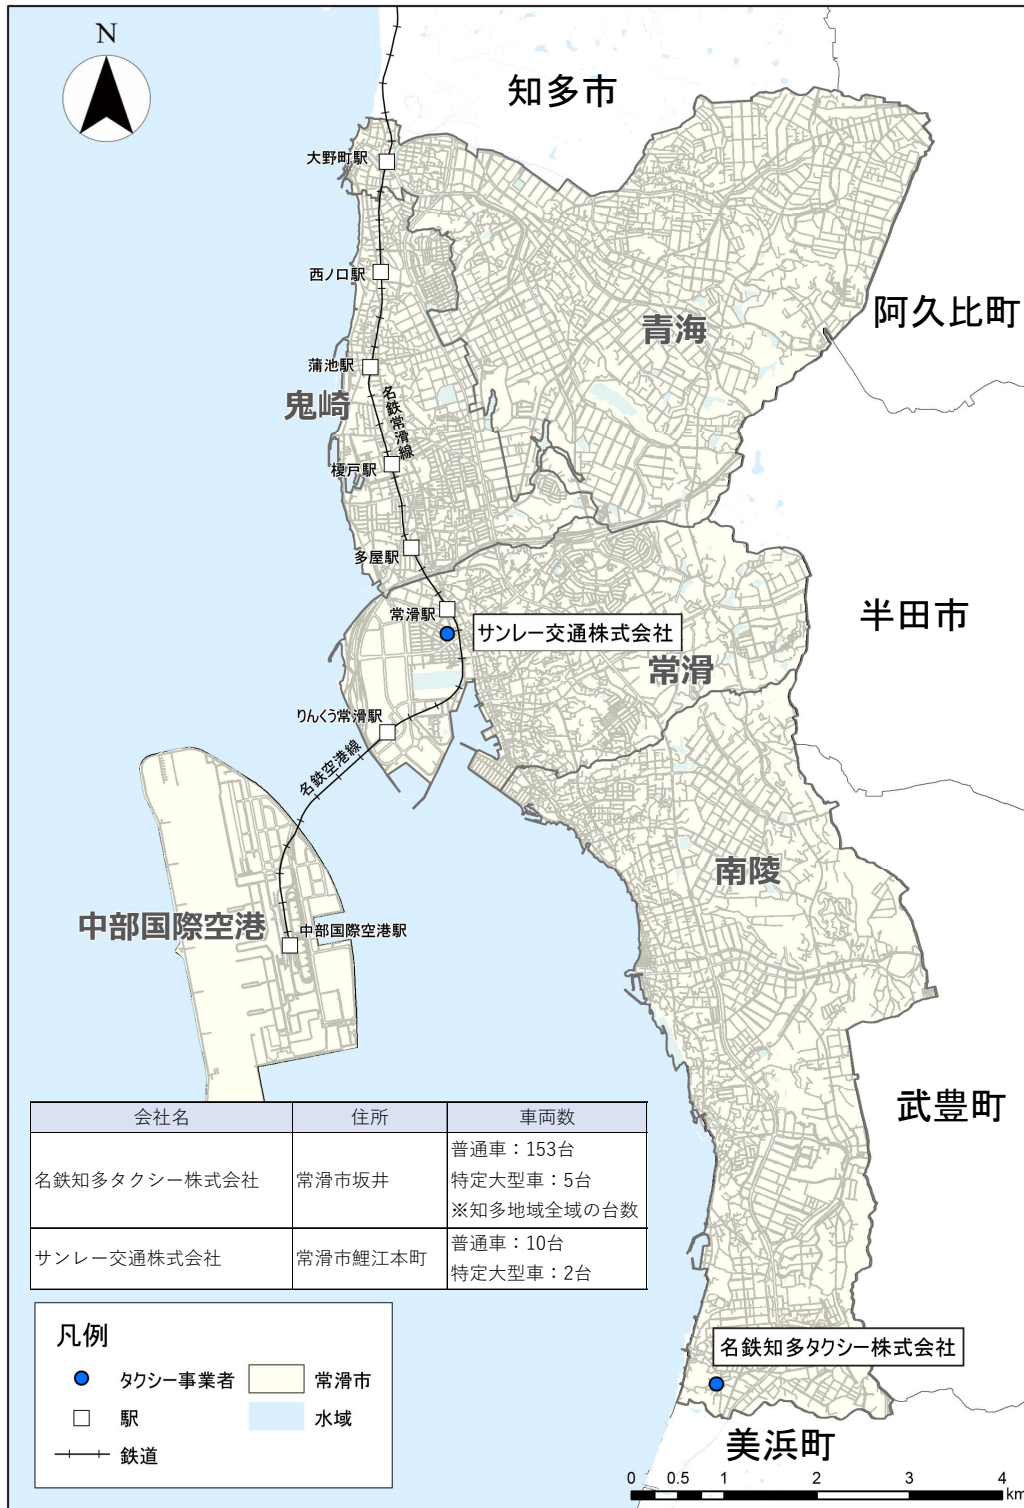 N
知多市
大野町駅
西ノ口駅
阿久比町
青海
蒲池駅
鬼崎
名鉄常滑線
榎戸駅
多屋駅
常滑駅
サンレー交通株式会社
半田市
常滑
りんくう常滑駅
名鉄空港線
南陵
中部国際空港
中部国際空港駅
武豊町
会社名 住所 車両数
名鉄知多タクシー株式会社 常滑市坂井 普通車：153台
特定大型車：5台
※知多地域全域の台数
サンレー交通株式会社 常滑市鯉江本町 普通車：10台
特定大型車：2台
凡例
タクシー事業者 常滑市
駅 水域
鉄道
名鉄知多タクシー株式会社
美浜町
0 0.5 1 2 3 4
km